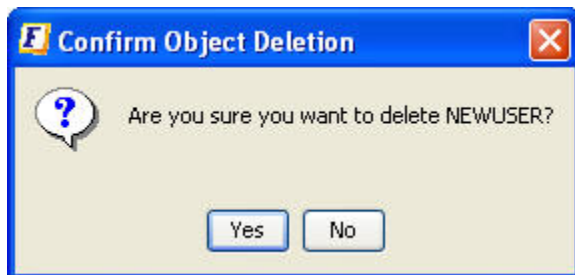 F Confirm Object Deletion
?
Are you sure you want to delete NEWUSER?
Yes No